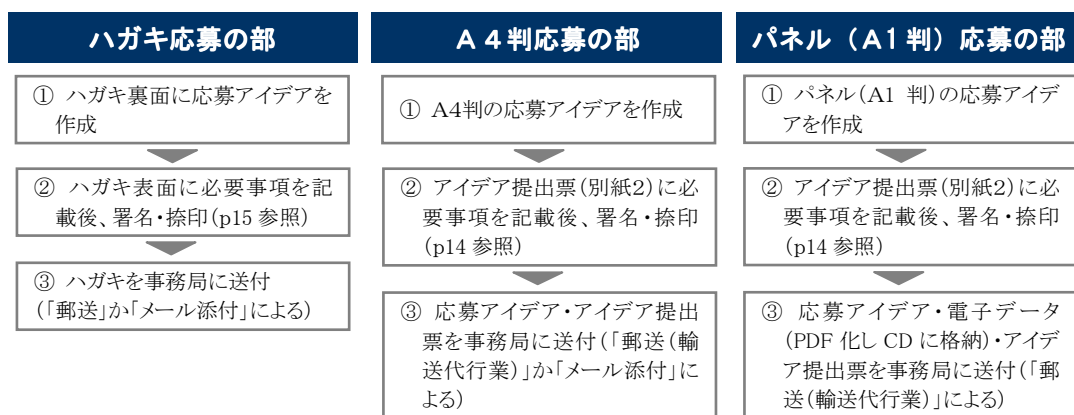 ハガキ応募の部
① ハガキ裏面に応募アイデアを
作成
② ハガキ表面に必要事項を記
載後、署名・捺印(p15 参照)
③ ハガキを事務局に送付
(「郵送」か「メール添付」による)
A4判応募の部
① A4判の応募アイデアを作成
② アイデア提出票(別紙2)に必
要事項を記載後、署名・捺印
(p14 参照)
③ 応募アイデア・アイデア提出
票を事務局に送付(「郵送(輸
送代行業)」か「メール添付」に
よる)
パネル(A1判)応募の部
① パネル(A1 判)の応募アイデ
アを作成
② アイデア提出票(別紙2)に必
要事項を記載後、署名・捺印
(p14 参照)
③ 応募アイデア・電子データ
(PDF 化し CD に格納)・アイデ
ア提出票を事務局に送付(「郵
送(輸送代行業)」による)